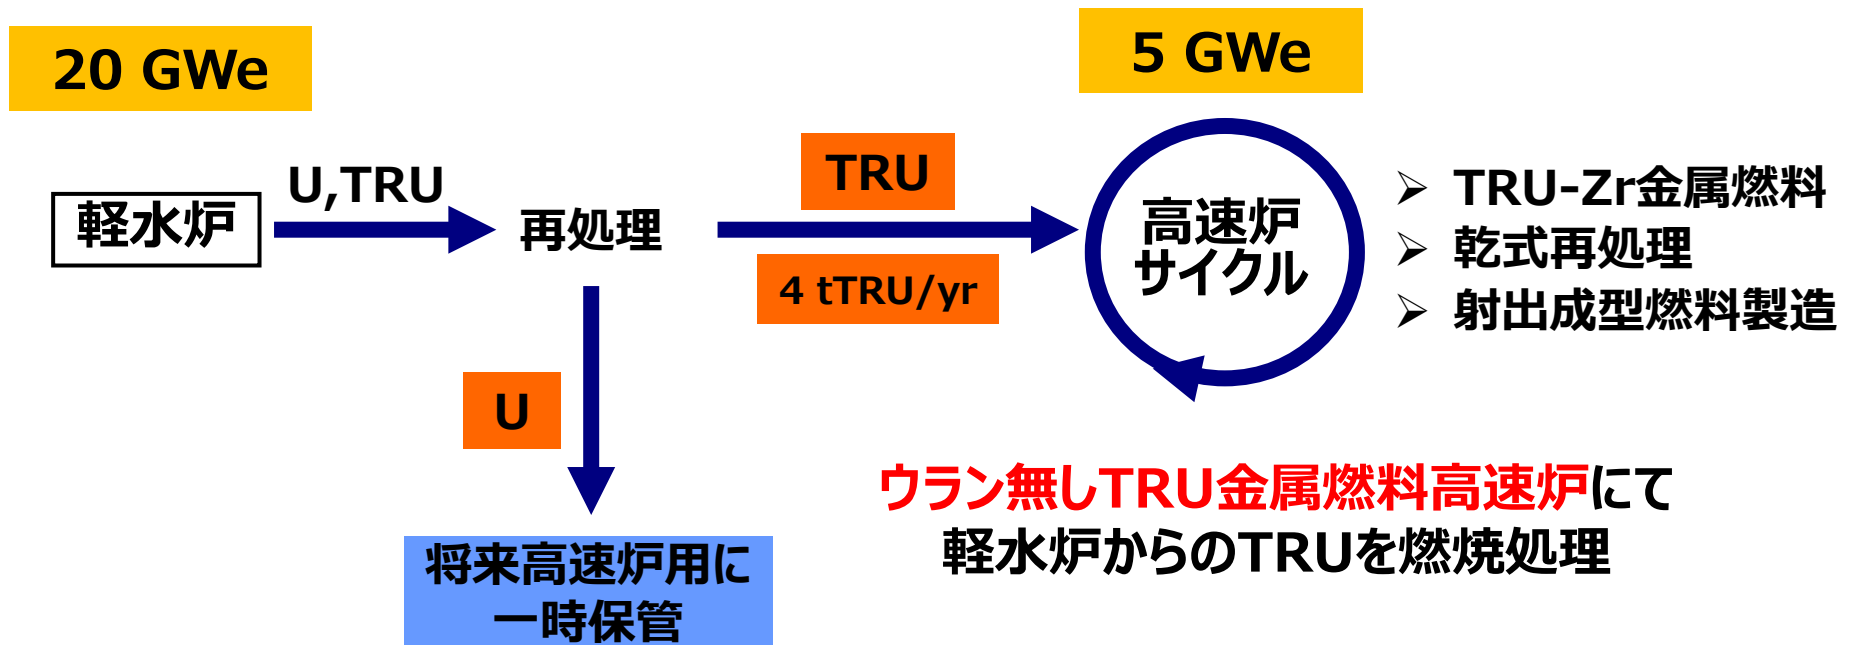 20 GWe
5 GWe
軽水炉
U,TRU
再処理
TRU
4 tTRU/yr
高速炉
サイクル
➢ TRU-Zr金属燃料
➢ 乾式再処理
➢ 射出成型燃料製造
U
将来高速炉用に
一時保管
ウラン無しTRU金属燃料高速炉にて
軽水炉からのTRUを燃焼処理